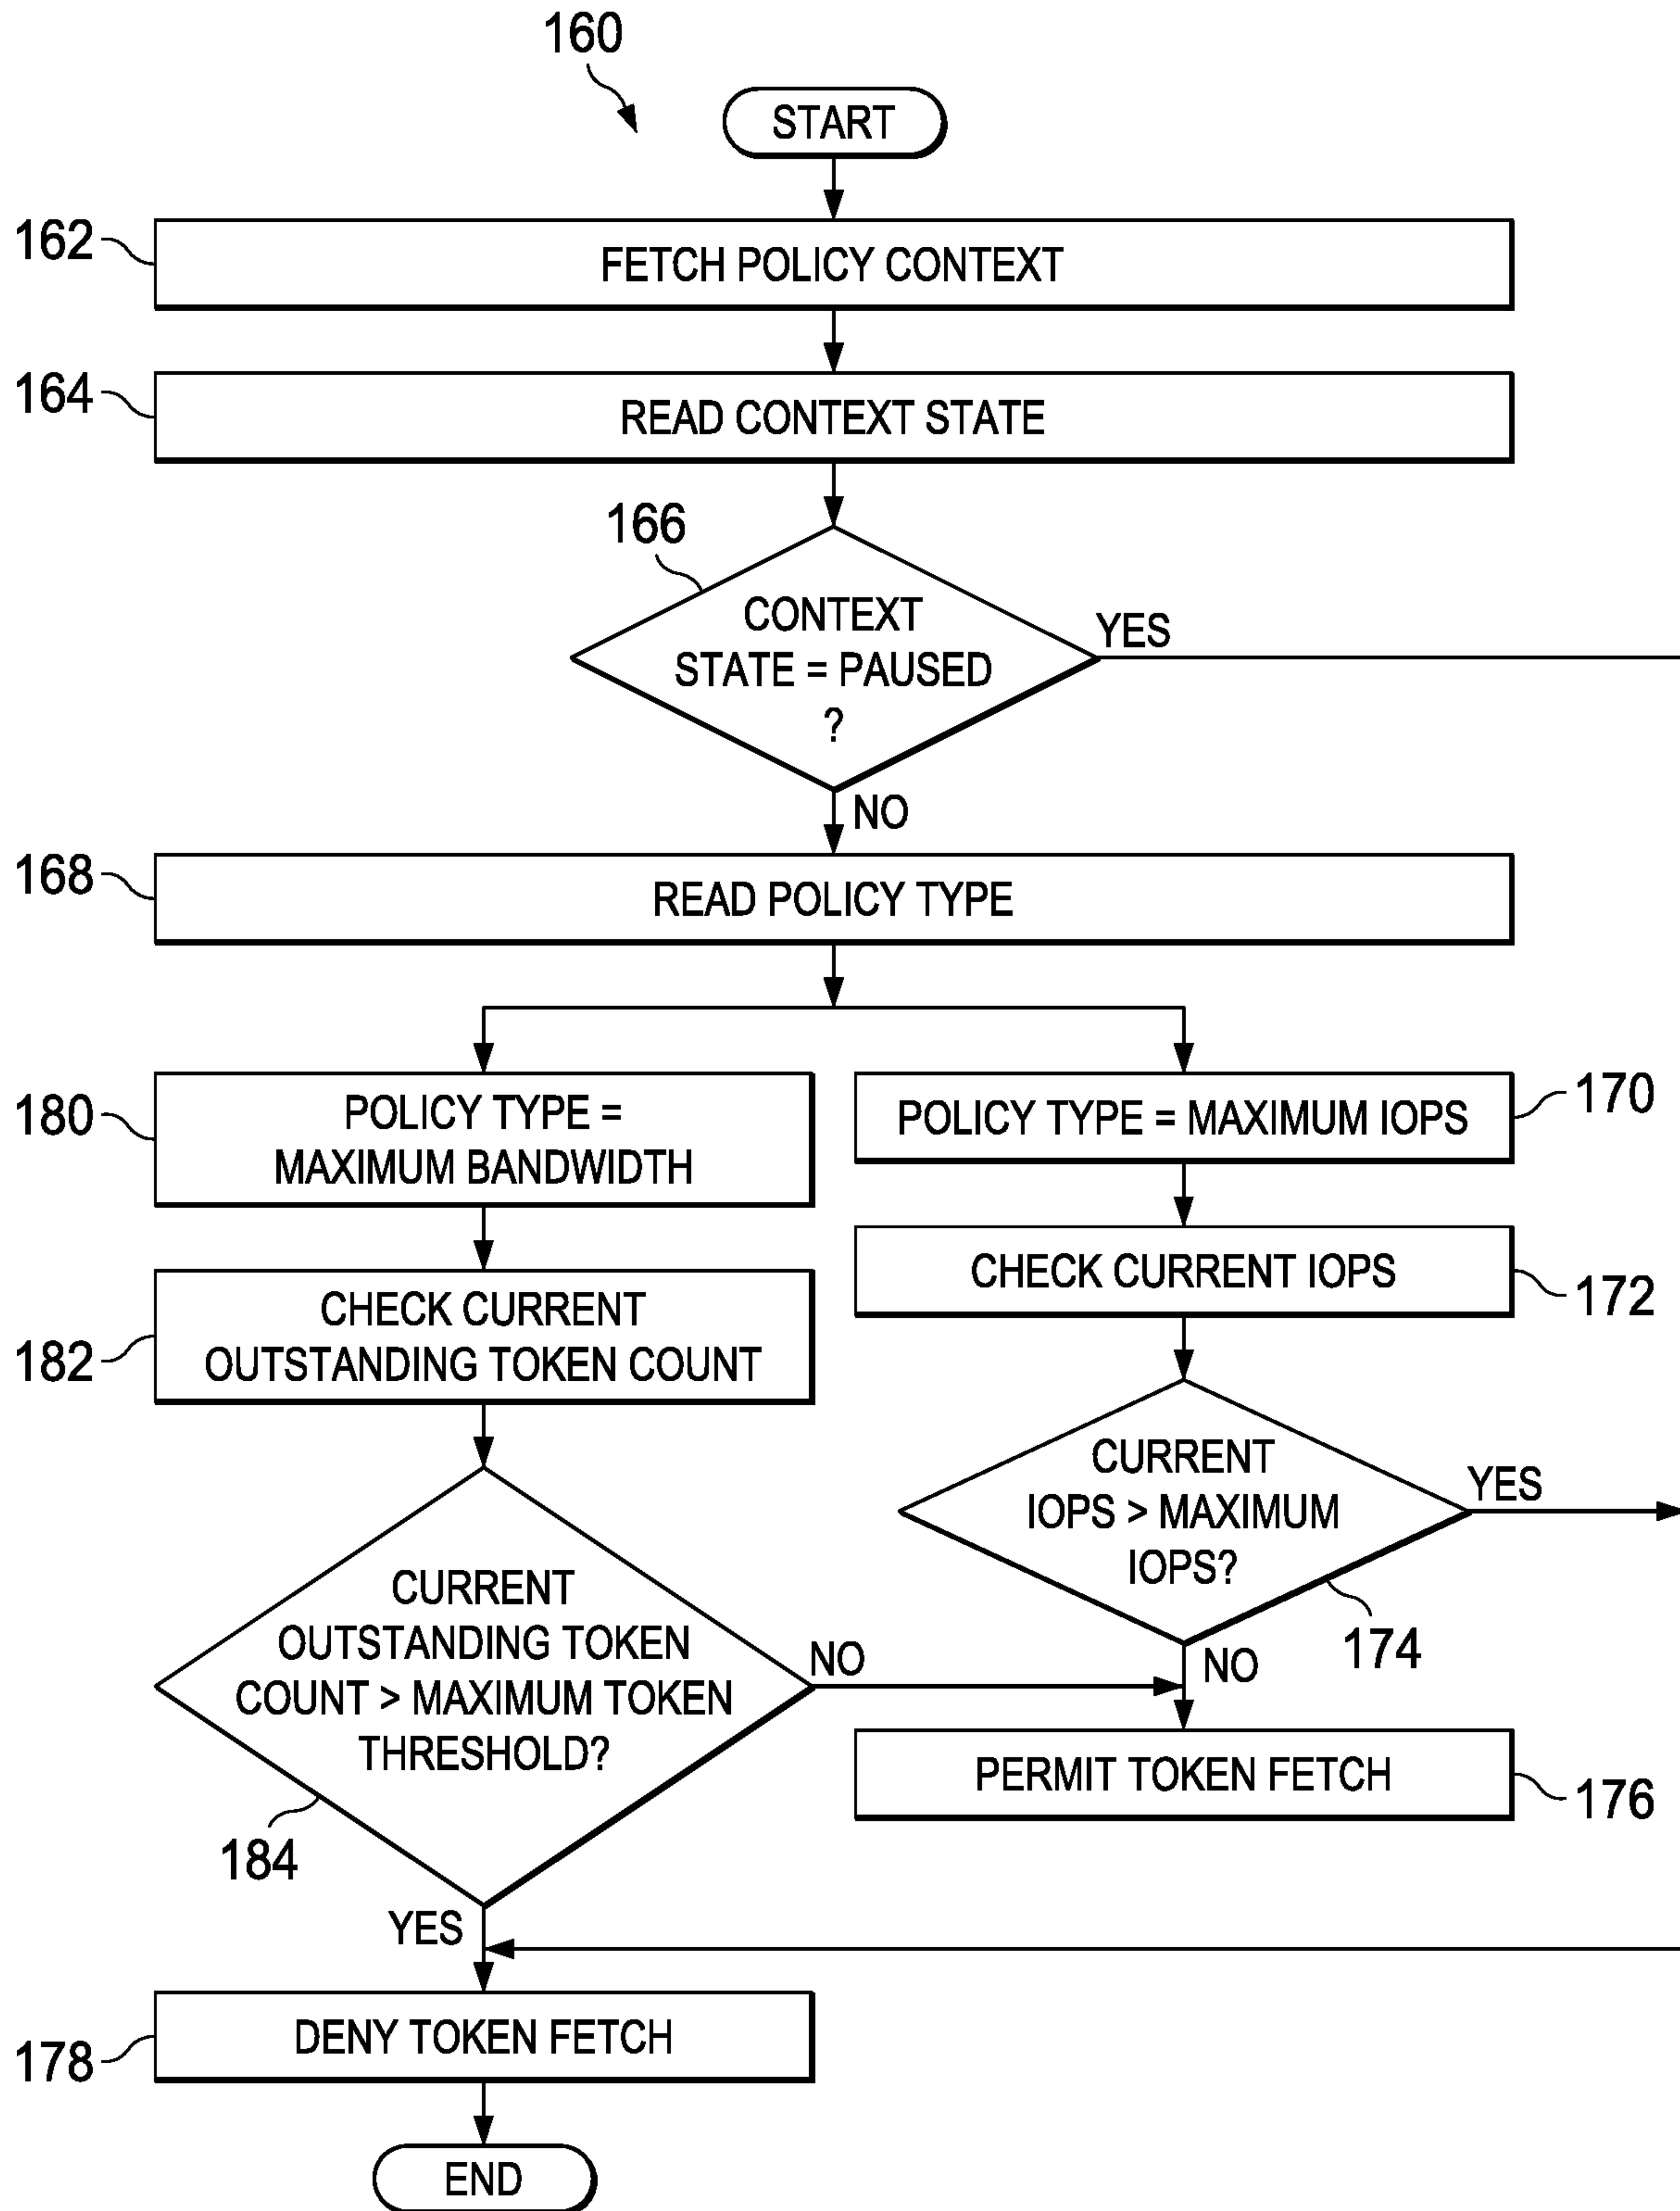 160
START
162
FETCH POLICY CONTEXT
164
READ CONTEXT STATE
166
CONTEXT
STATE = PAUSED
?
YES
NO
168
READ POLICY TYPE
180
POLICY TYPE =
MAXIMUM BANDWIDTH
POLICY TYPE = MAXIMUM IOPS
170
182
CHECK CURRENT
OUTSTANDING TOKEN COUNT
CHECK CURRENT IOPS
172
CURRENT
IOPS > MAXIMUM
IOPS?
YES
174
NO
CURRENT
OUTSTANDING TOKEN
COUNT > MAXIMUM TOKEN
THRESHOLD?
NO
184
PERMIT TOKEN FETCH
176
YES
178
DENY TOKEN FETCH
END